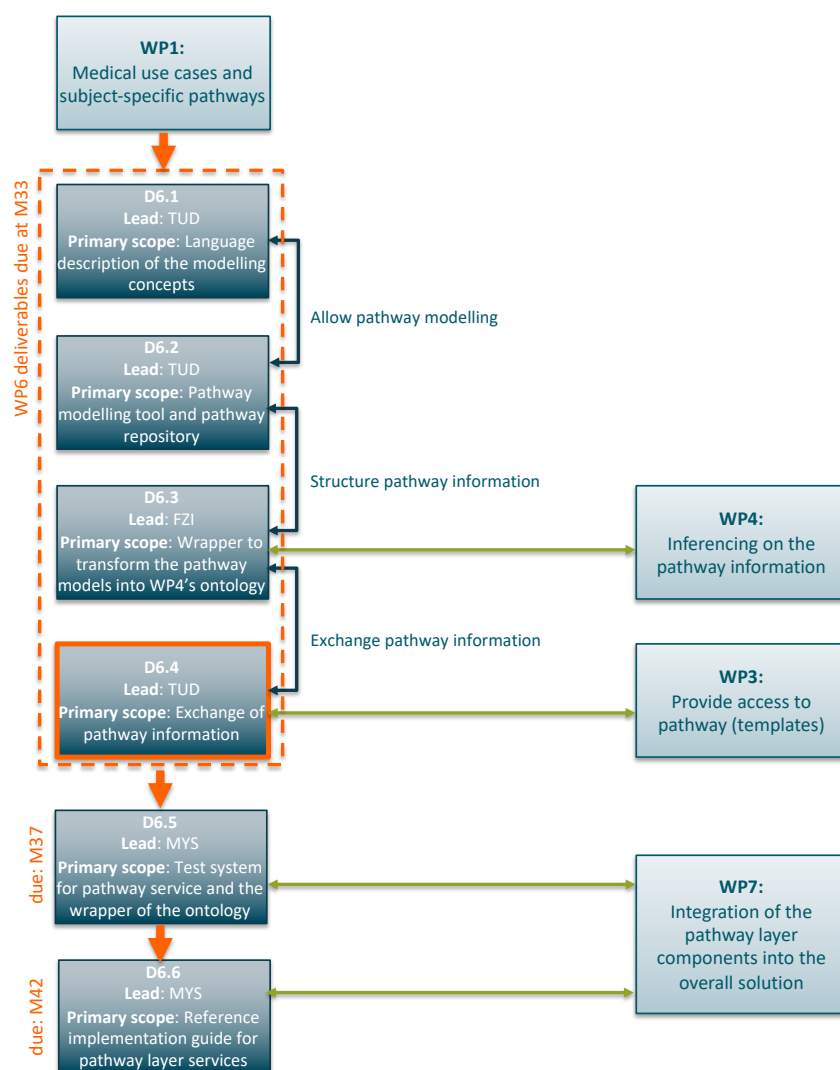 WP1:
Medical use cases and
subject-specific pathways
WP6 deliverables due at M33
D6.1
Lead: TUD
Primary scope: Language
description of the modelling
concepts
Allow pathway modelling
D6.2
Lead: TUD
Primary scope: Pathway
modelling tool and pathway
repository
Structure pathway information
D6.3
Lead: FZI
Primary scope: Wrapper to
transform the pathway
models into WP4's ontology
WP4:
Inferencing on the
pathway information
Exchange pathway information
D6.4
Lead: TUD
Primary scope: Exchange of
pathway information
WP3:
Provide access to
pathway (templates)
due: M37
D6.5
Lead: MYS
Primary scope: Test system
for pathway service and the
wrapper of the ontology
WP7:
Integration of the
pathway layer
components into the
overall solution
due: M42
D6.6
Lead: MYS
Primary scope: Reference
implementation guide for
pathway layer services